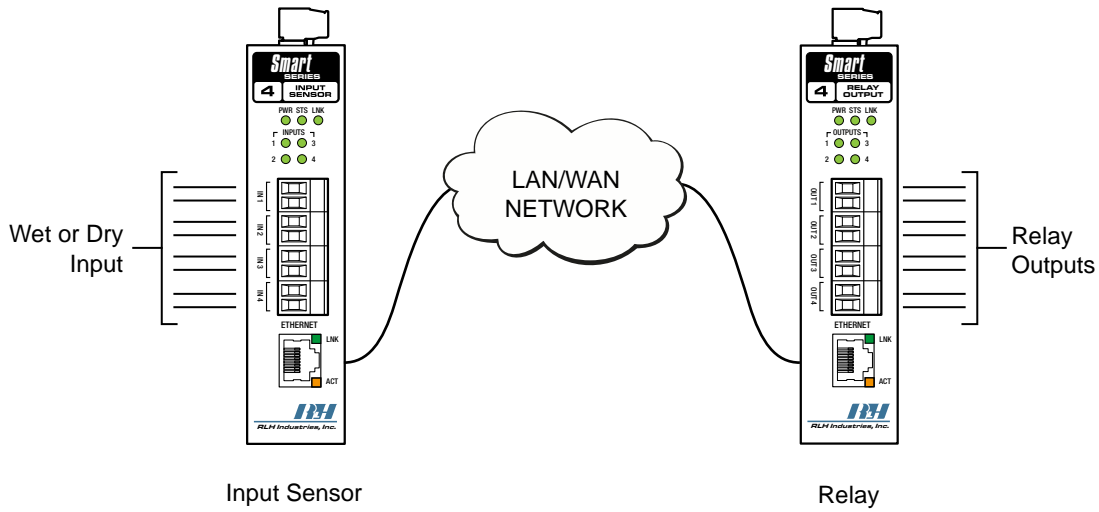 Smart
SERIES
4 INPUT
SENSOR
PWR STS LNK
INPUTS
1 3
2 4
IN 1
IN 2
IN 3
IN 4
ETHERNET
LNK
ACT
RLH
RLH Industries, Inc.
Wet or Dry
Input
Input Sensor
LAN/WAN
NETWORK
Smart
SERIES
4 RELAY
OUTPUT
PWR STS LNK
OUTPUTS
1 3
2 4
OUT 1
OUT 2
OUT 3
OUT 4
ETHERNET
LNK
ACT
RLH
RLH Industries, Inc.
Relay
Outputs
Relay